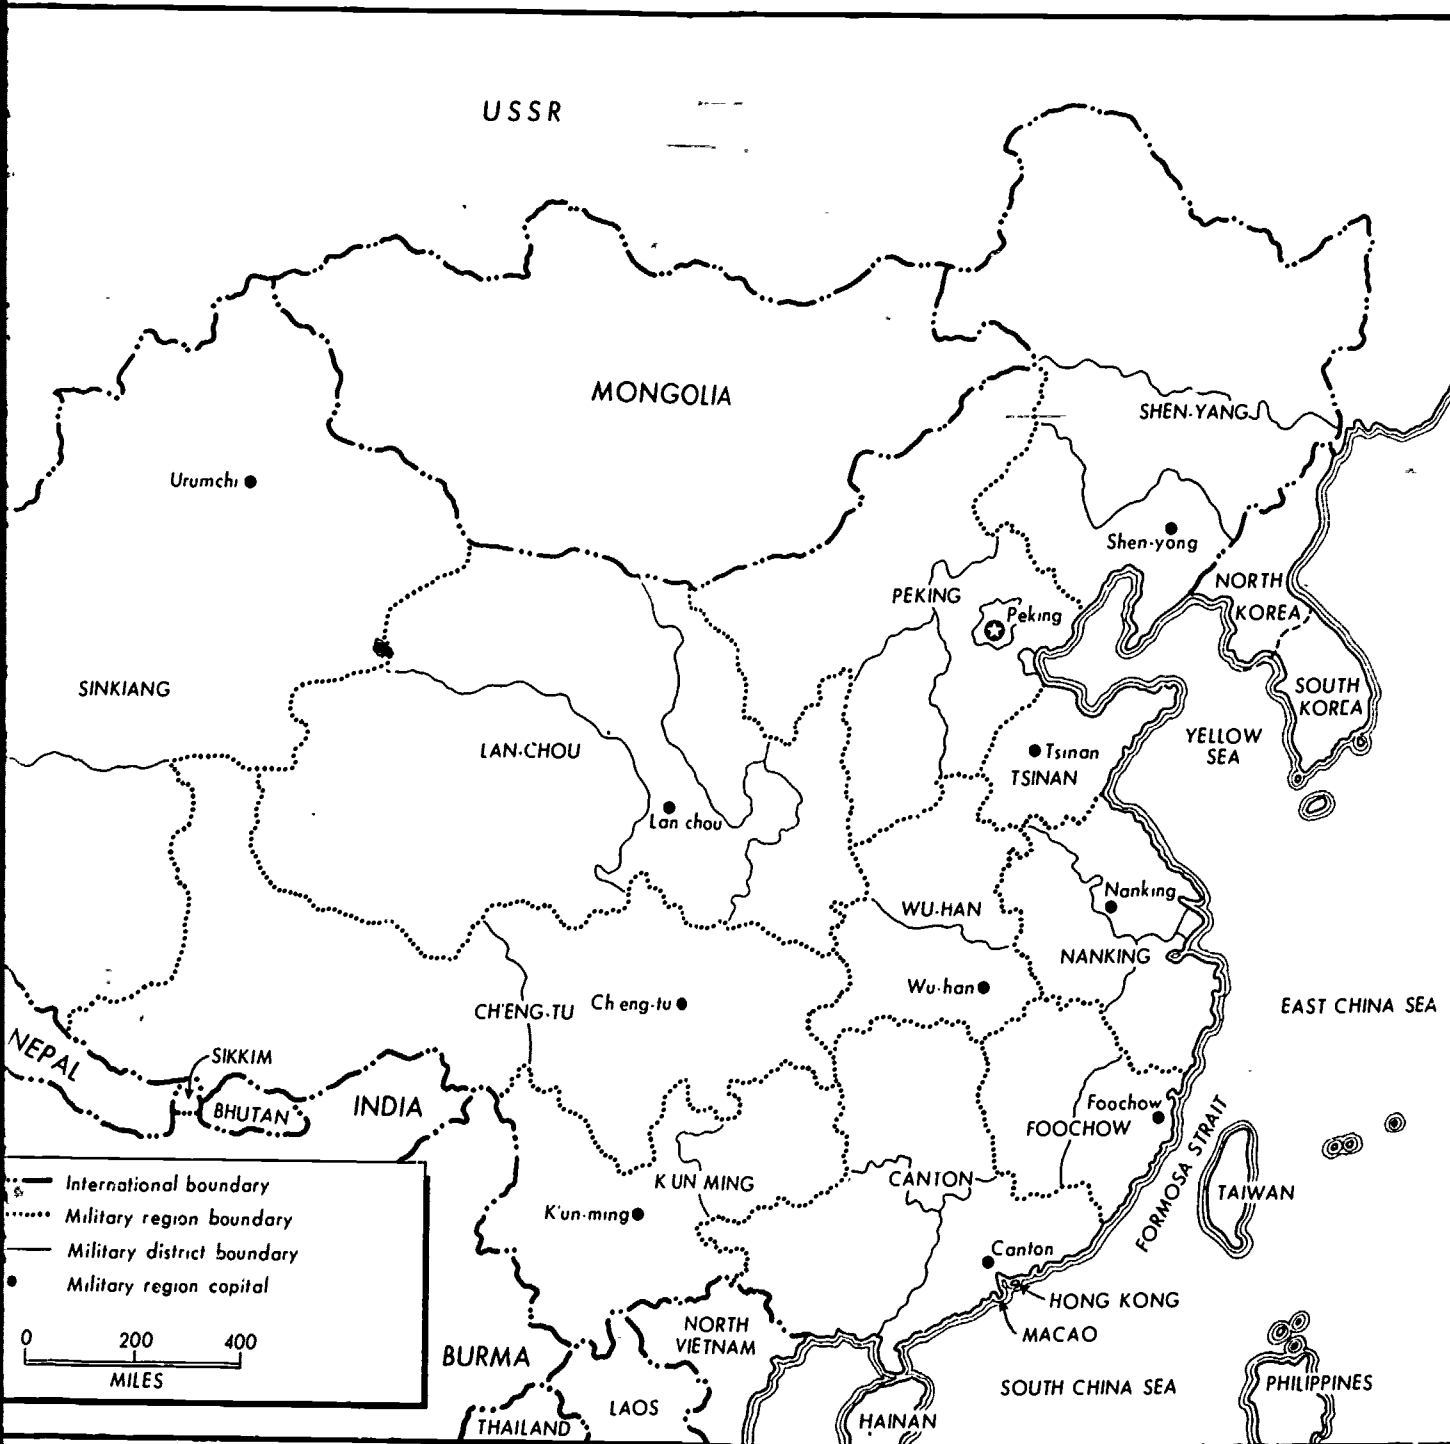 USSR
MONGOLIA
SHEN-YANG
Urumchi
Shen-yong
NORTH
KOREA
PEKING
Peking
SINKIANG
SOUTH
KOREA
LAN-CHOU
YELLOW
SEA
Tsinan
TSINAN
Lan chou
Nanking
WU-HAN
NANKING
Wu-han
CH'ENG-TU
Ch eng-tu
EAST CHINA SEA
NEPAL
SIKKIM
BHUTAN
INDIA
Foochow
FOOCHOW
FORMOSA STRAIT
K UN MING
CANTON
TAIWAN
K'un-ming
Canton
HONG KONG
MACAO
NORTH
VIETNAM
BURMA
LAOS
THAILAND
SOUTH CHINA SEA
PHILIPPINES
HAINAN
International boundary
Military region boundary
Military district boundary
Military region capital
0 200 400
MILES